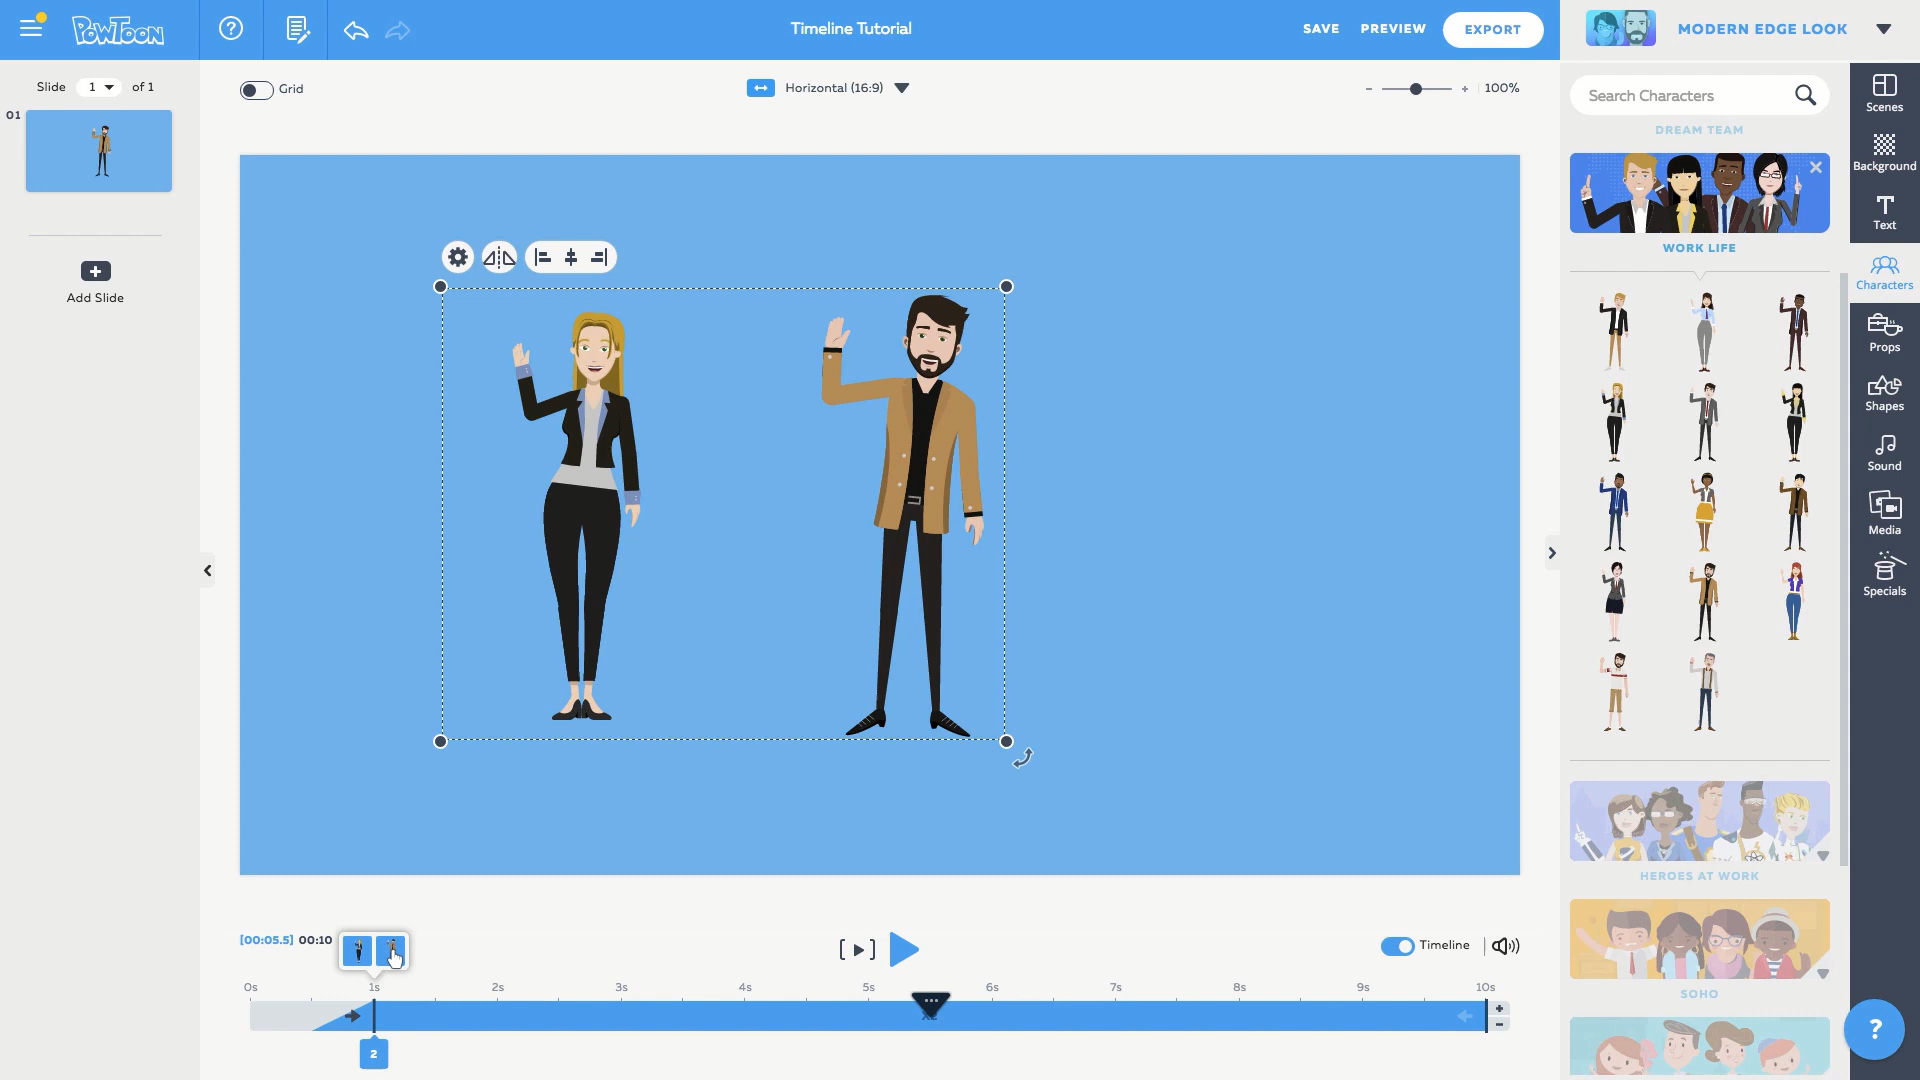 POWTOON
?
Timeline Tutorial
SAVE
PREVIEW
EXPORT
MODERN EDGE LOOK
Slide 1 of 1
Grid
Horizontal (16:9)
- + 100%
Search Characters
DREAM TEAM
WORK LIFE
01
Add Slide
Scenes
Background
Text
Characters
Props
Shapes
Sound
Media
Specials
HEROES AT WORK
SOHO
[00:05.5] 00:10
Timeline
0s 1s 2s 3s 4s 5s 6s 7s 8s 9s 10s
+
-
2
?